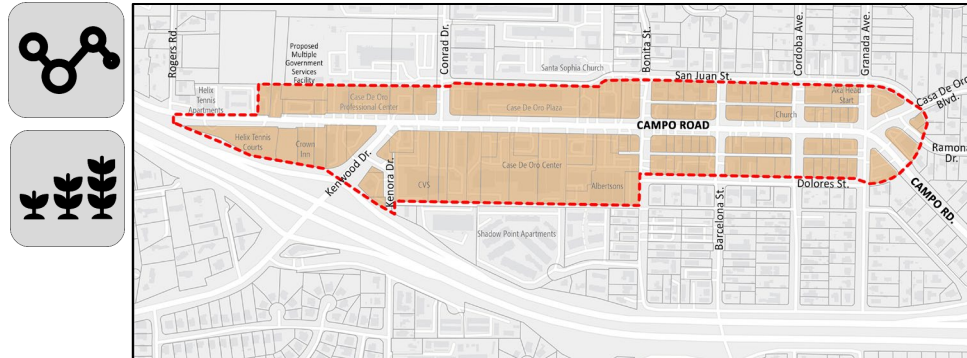 Rogers Rd.
Helix
Tennis
Apartments
Proposed
Multiple
Government
Services
Facility
Case De Oro
Professional Center
Conrad Dr.
Case De Oro Plaza
Santa Sophia Church
Bonita St.
San Juan St.
Cordoba Ave.
Granada Ave.
Church
Aka Head
Start
Casa De Oro
Blvd.
Ramona
Dr.
CAMPO ROAD
CAMPO RD.
Helix Tennis
Courts
Crown
Inn
Kenwood Dr.
Kenora Dr.
CVS
Case De Oro Center
Albertsons
Shadow Point Apartments
Barcelona St.
Dolores St.